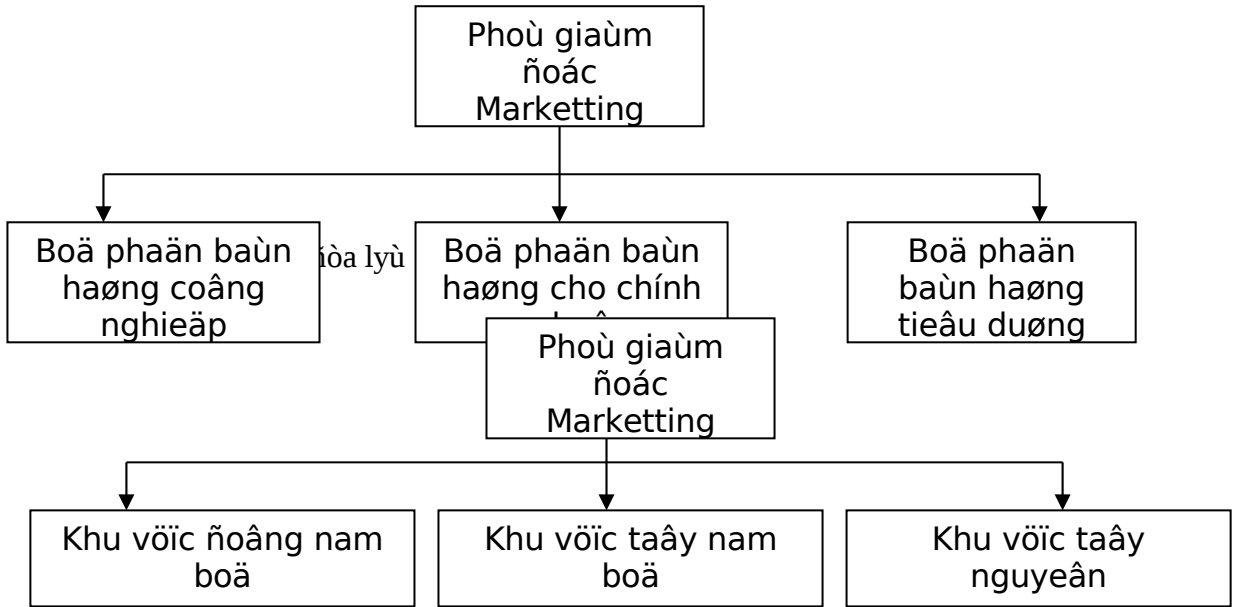 Phoù giaùm
ñoác
Marketting
Boä phaän baùn
haøng coâng
nghieäp
lyù
Boä phaän baùn
haøng cho chính
Boä phaän
baùn haøng
tieâu duøng
Phoù giaùm
ñoác
Marketting
Khu vöïc ñoâng nam
boä
Khu vöïc taây nam
boä
Khu vöïc taây
nguyeân